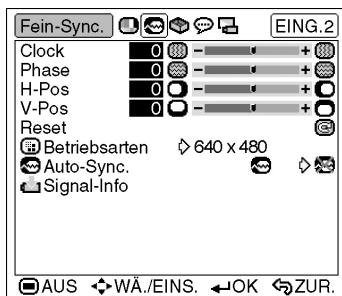 Fein-Sync. EING.2
Clock 0 - +
Phase 0 - +
H-Pos 0 - +
V-Pos 0 - +
Reset
Betriebsarten 640 x 480
Auto-Sync.
Signal-Info
AUS WÄ./EINS. OK ZUR.